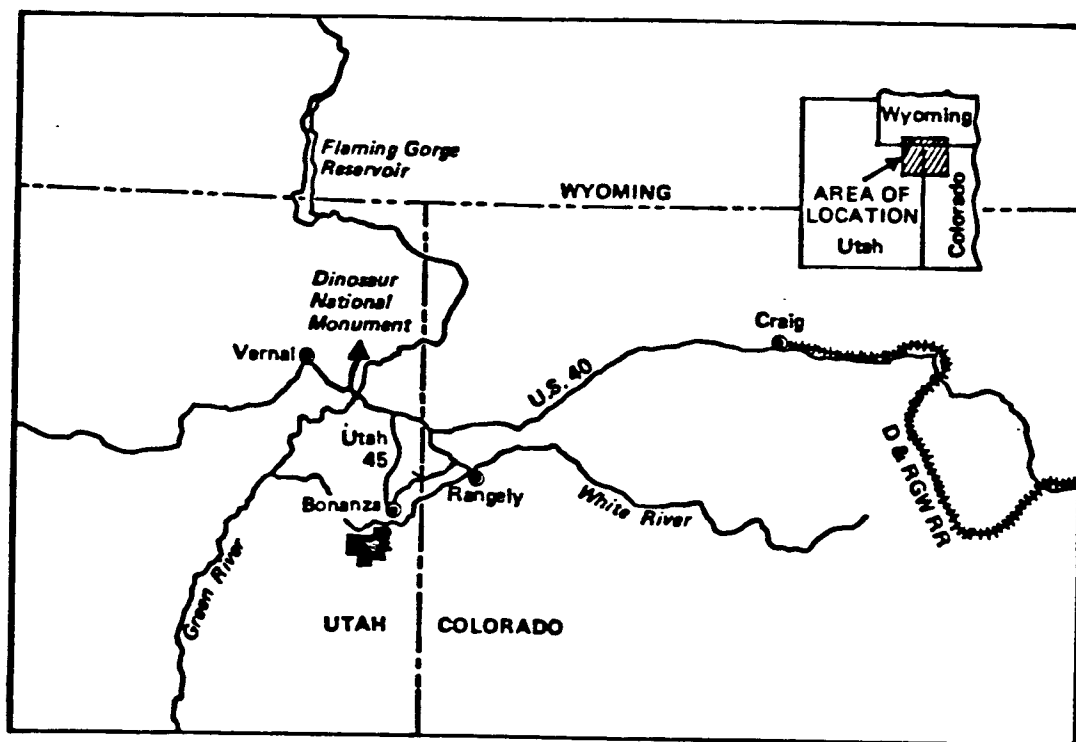 Flaming Gorge
Reservoir
WYOMING
Wyoming
AREA OF
LOCATION
Utah
Colorado
Dinosaur
National
Monument
Vernal
Craig
U.S. 40
Utah
45
D & RGW RR
Bonanza
Rangely
White River
Green River
UTAH
COLORADO